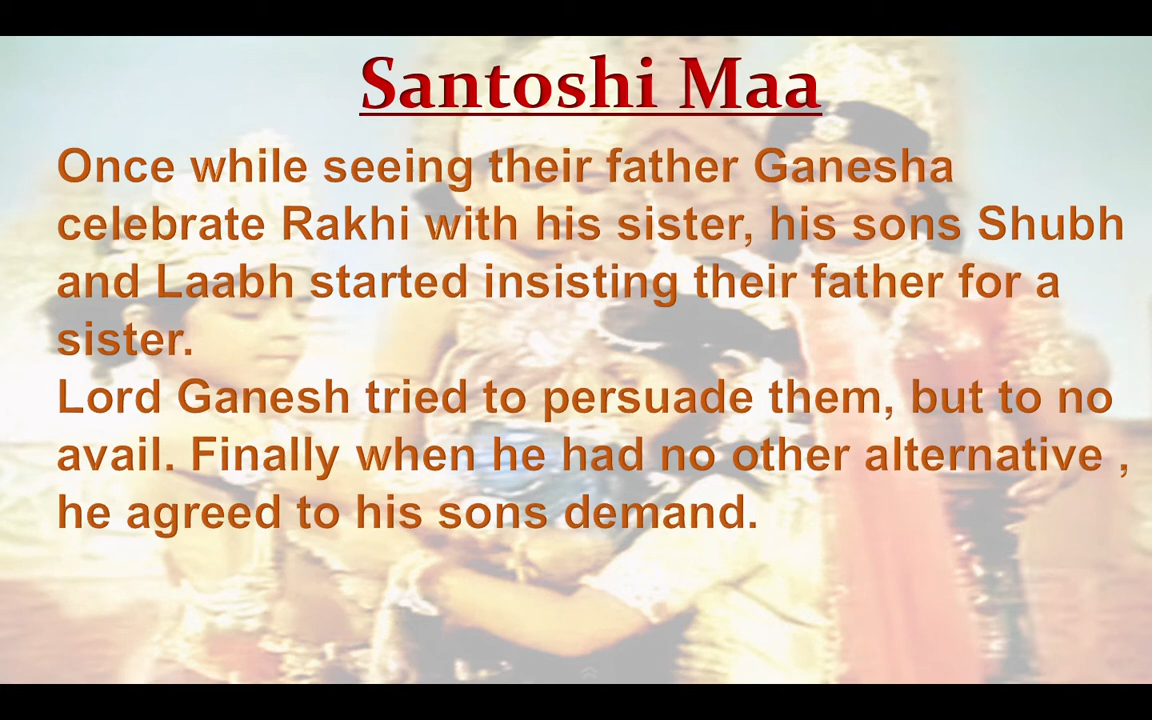 Santoshi Maa
Once while seeing their father Ganesha
celebrate Rakhi with his sister, his sons Shubh
and Laabh started insisting their father for a
sister.
Lord Ganesh tried to persuade them, but to no
avail. Finally when he had no other alternative ,
he agreed to his sons demand.